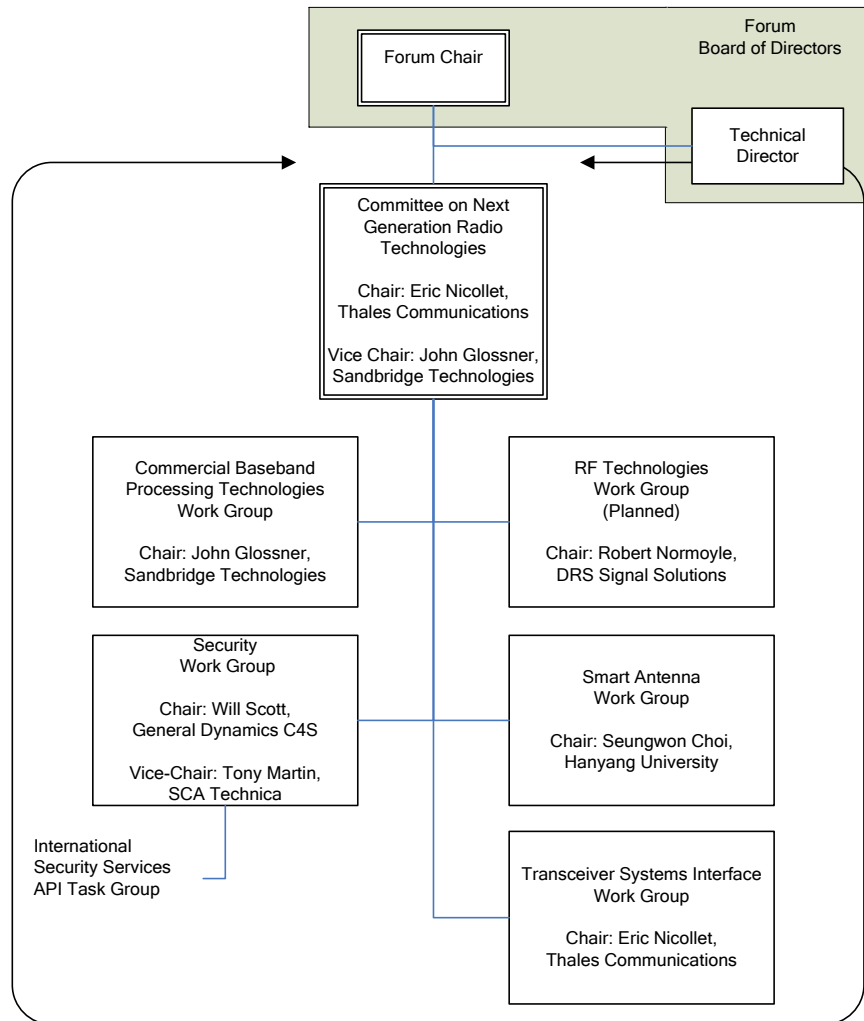 Forum
Board of Directors
Forum Chair
Technical
Director
Committee on Next
Generation Radio
Technologies
Chair: Eric Nicollet,
Thales Communications
Vice Chair: John Glossner,
Sandbridge Technologies
Commercial Baseband
Processing Technologies
Work Group
Chair: John Glossner,
Sandbridge Technologies
RF Technologies
Work Group
(Planned)
Chair: Robert Normoyle,
DRS Signal Solutions
Security
Work Group
Chair: Will Scott,
General Dynamics C4S
Vice-Chair: Tony Martin,
SCA Technica
Smart Antenna
Work Group
Chair: Seungwon Choi,
Hanyang University
International
Security Services
API Task Group
Transceiver Systems Interface
Work Group
Chair: Eric Nicollet,
Thales Communications